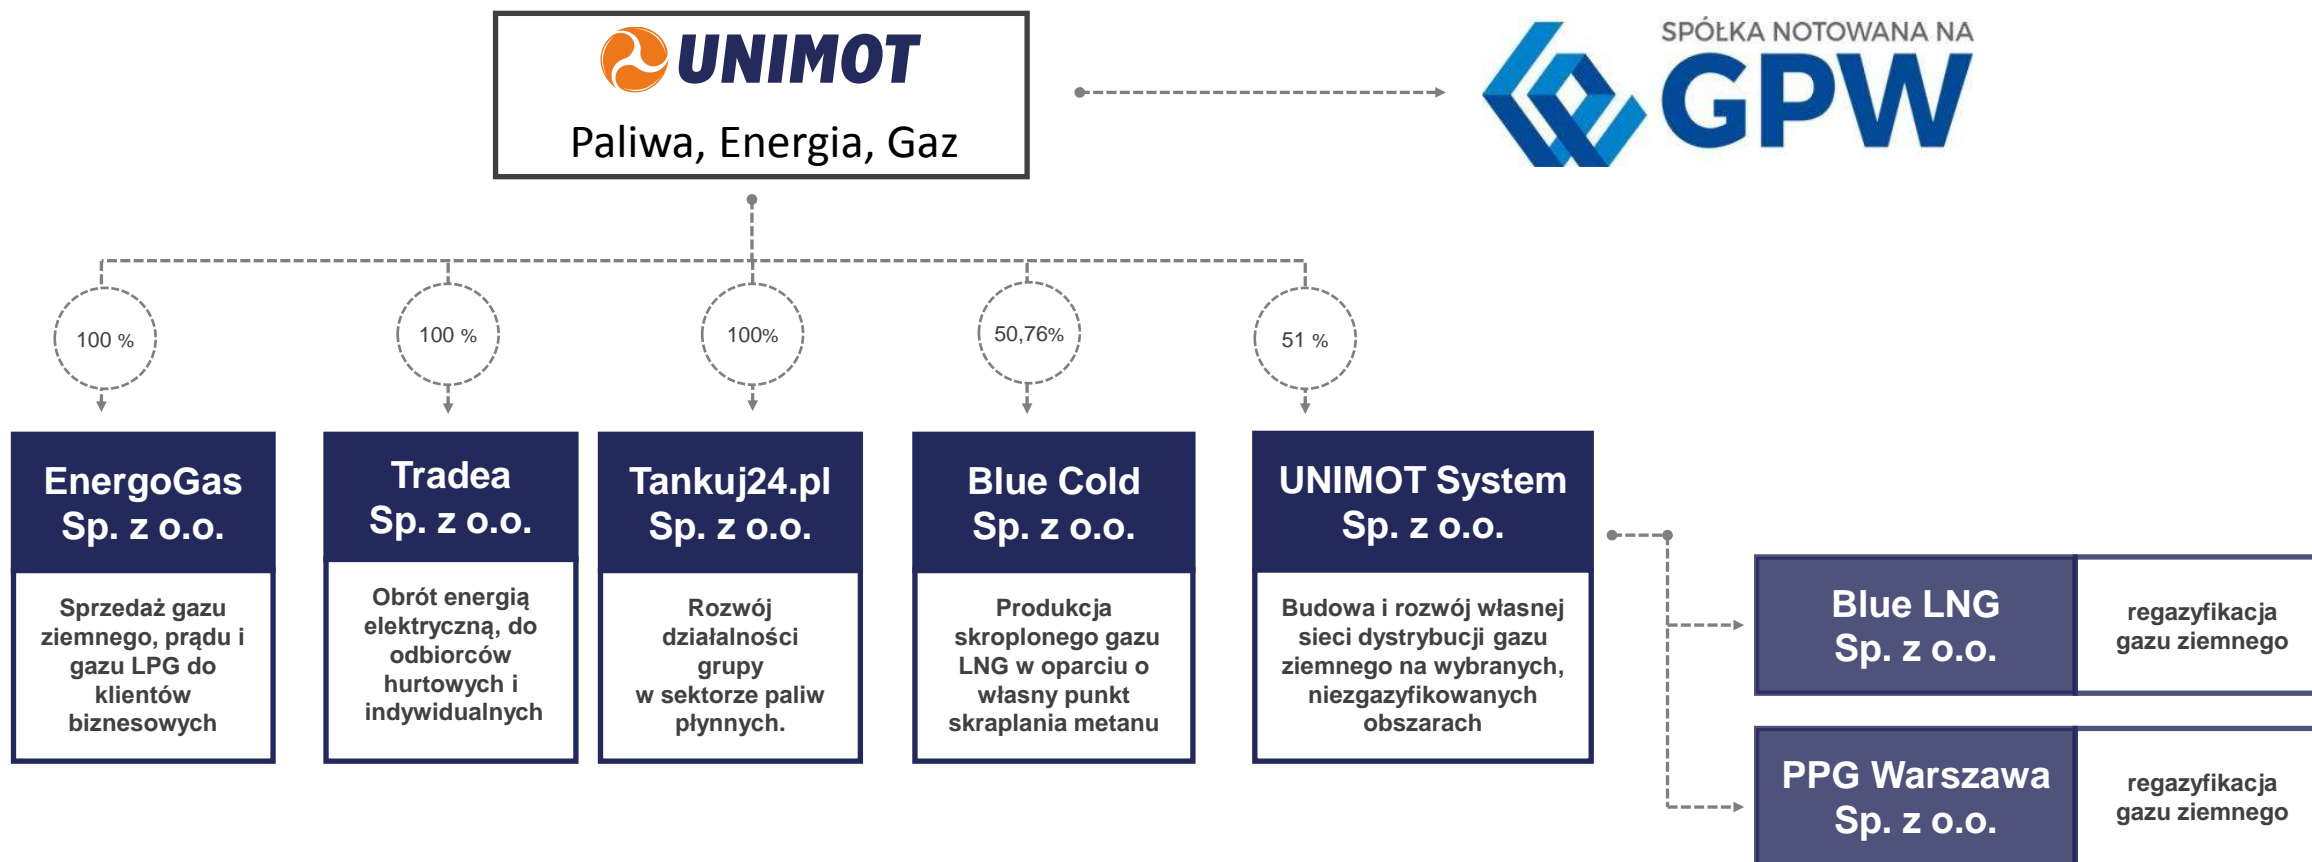 UNIMOT
Paliwa, Energia, Gaz
SPÓŁKA NOTOWANA NA
GPW
100 %
100 %
100%
50,76%
51 %
EnergoGas
Sp. z o.o.
Sprzedaż gazu
ziemnego, prądu i
gazu LPG do
klientów
biznesowych
Tradea
Sp. z o.o.
Obrót energią
elektryczną, do
odbiorców
hurtowych i
indywidualnych
Tankuj24.pl
Sp. z o.o.
Rozwój
działalności
grupy
w sektorze paliw
płynnych.
Blue Cold
Sp. z o.o.
Produkcja
skroplonego gazu
LNG w oparciu o
własny punkt
skraplania metanu
UNIMOT System
Sp. z o.o.
Budowa i rozwój własnej
sieci dystrybucji gazu
ziemnego na wybranych,
niezgazyfikowanych
obszarach
Blue LNG
Sp. z o.o.
regazyfikacja
gazu ziemnego
PPG Warszawa
Sp. z o.o.
regazyfikacja
gazu ziemnego